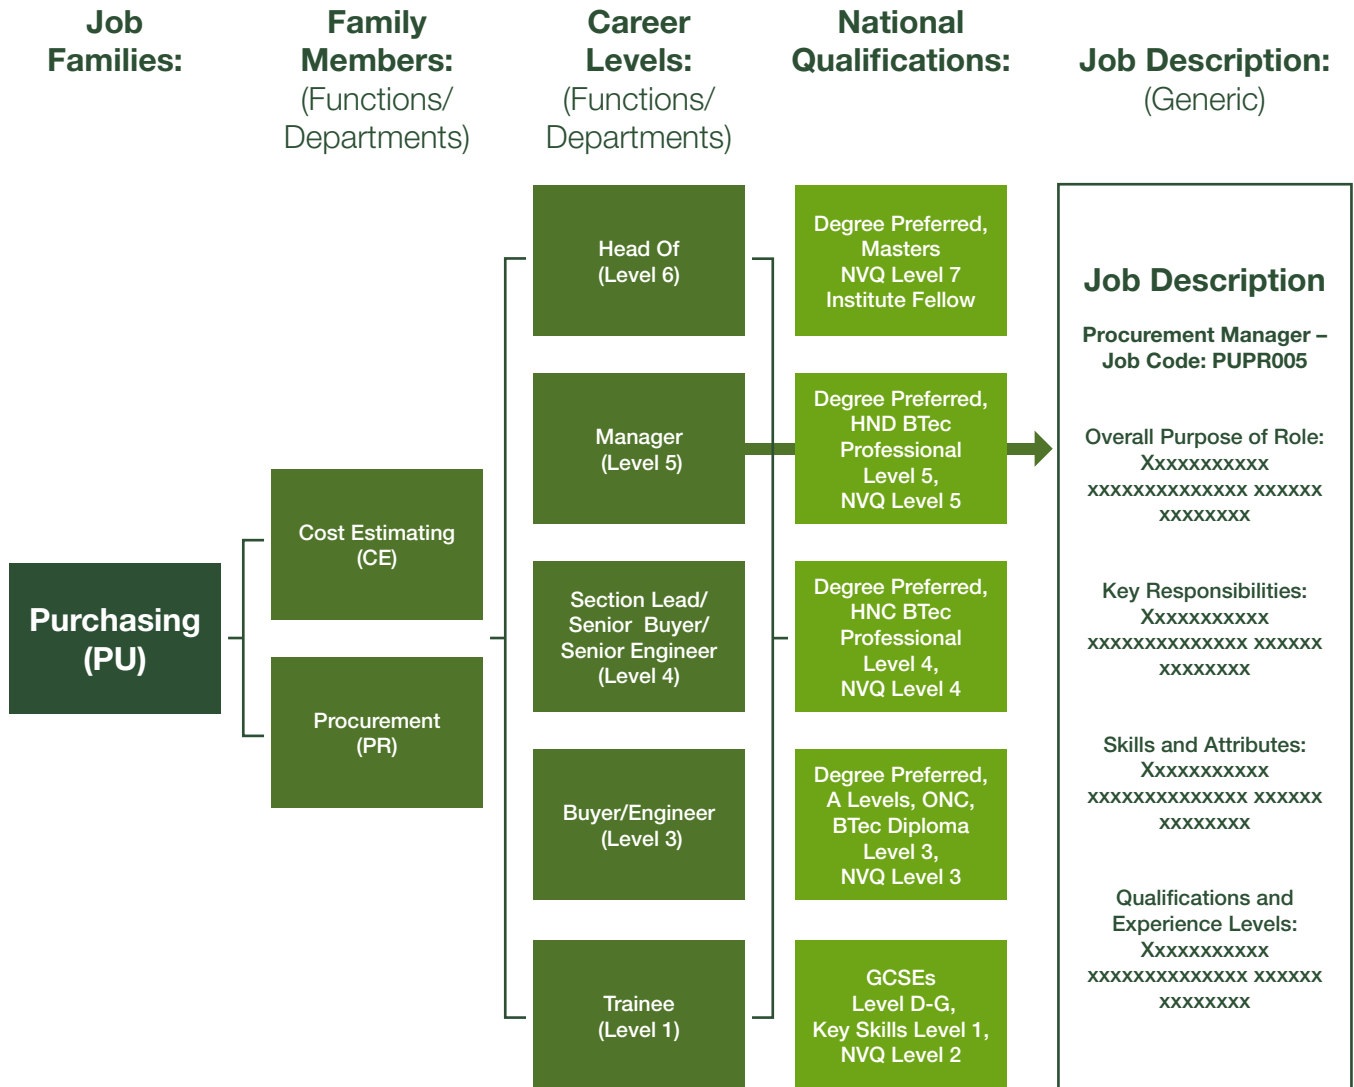 Job
Families:
Family
Members:
(Functions/
Departments)
Career
Levels:
(Functions/
Departments)
National
Qualifications:
Job Description:
(Generic)
Purchasing
(PU)
Cost Estimating
(CE)
Procurement
(PR)
Head Of
(Level 6)
Manager
(Level 5)
Section Lead/
Senior Buyer/
Senior Engineer
(Level 4)
Buyer/Engineer
(Level 3)
Trainee
(Level 1)
Degree Preferred,
Masters
NVQ Level 7
Institute Fellow
Degree Preferred,
HND BTec
Professional
Level 5,
NVQ Level 5
Degree Preferred,
HNC BTec
Professional
Level 4,
NVQ Level 4
Degree Preferred,
A Levels, ONC,
BTec Diploma
Level 3,
NVQ Level 3
GCSEs
Level D-G,
Key Skills Level 1,
NVQ Level 2
Job Description
Procurement Manager –
Job Code: PUPR005
Overall Purpose of Role:
Xxxxxxxxxxx
xxxxxxxxxxxxxx xxxxxx
xxxxxxxx
Key Responsibilities:
Xxxxxxxxxxx
xxxxxxxxxxxxxx xxxxxx
xxxxxxxx
Skills and Attributes:
Xxxxxxxxxxx
xxxxxxxxxxxxxx xxxxxx
xxxxxxxx
Qualifications and
Experience Levels:
Xxxxxxxxxxx
xxxxxxxxxxxxxx xxxxxx
xxxxxxxx